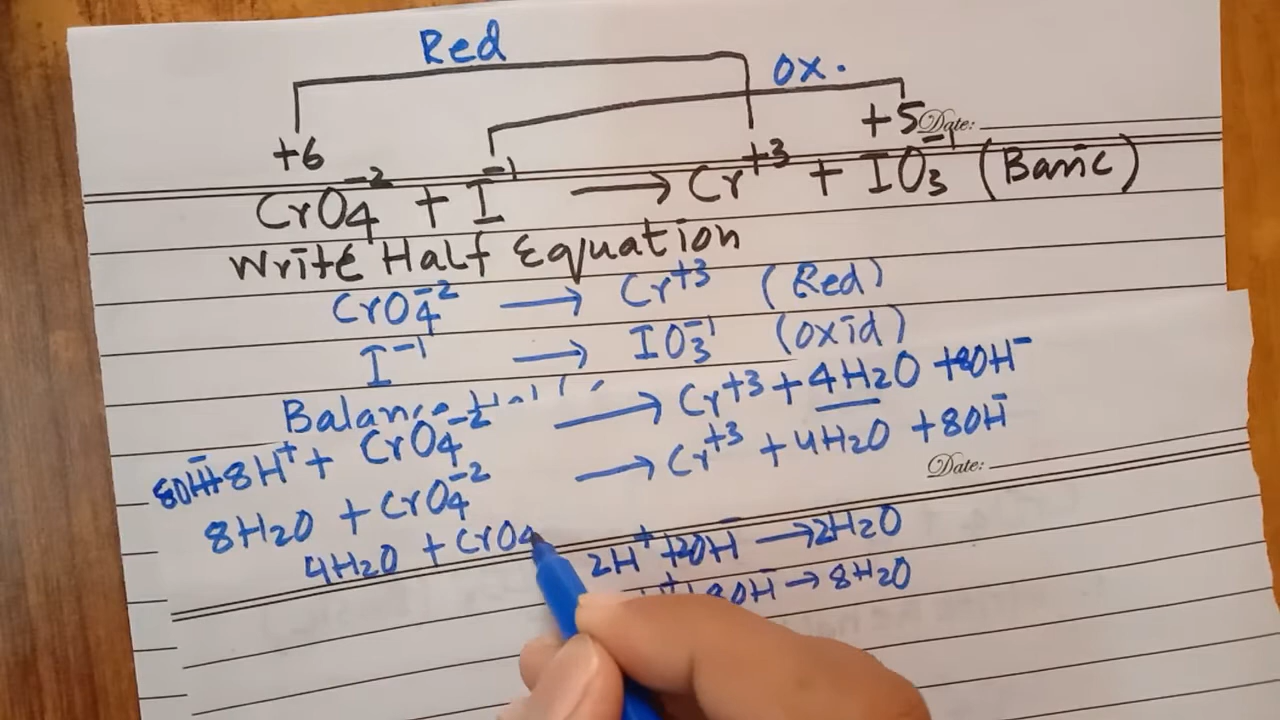 Red
OX.
+6 +5 Date:
CrO4-2 + I-1 → Cr+3 + IO3-1 (Basic)
Write Half Equation
CrO4-2 → Cr+3 (Red)
I-1 → IO3-1 (Oxid)
8OH-+8H+ + CrO4-2 → Cr+3 + 4H2O +8OH-
8H2O + CrO4-2 → Cr+3 + 4H2O + 8OH-
Date:
4H2O + CrO4
2H+ +2OH- → 2H2O
8OH- → 8H2O